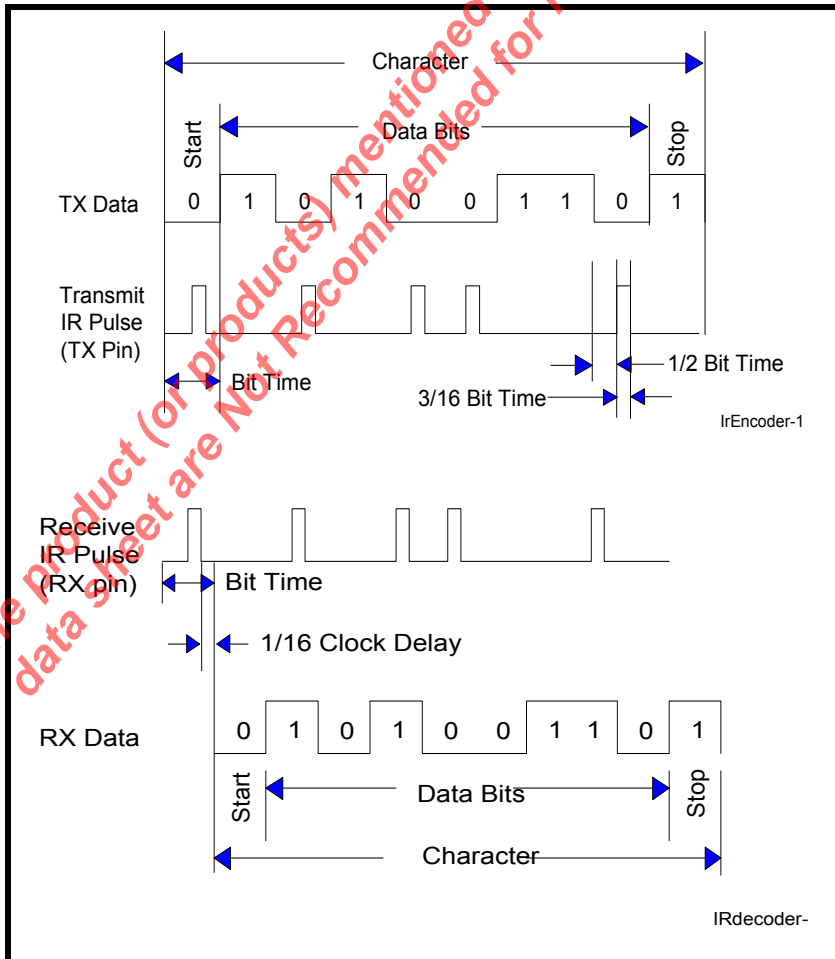 Character
Start
Data Bits
Stop
TX Data
0 1 0 1 0 0 1 1 0 1
Transmit
IR Pulse
(TX Pin)
Bit Time
1/2 Bit Time
3/16 Bit Time
IrEncoder-1
Receive
IR Pulse
(RX pin)
Bit Time
1/16 Clock Delay
RX Data
0 1 0 1 0 0 1 1 0 1
Start
Data Bits
Stop
Character
IRdecoder-
product (or products) mentioned
data sheet are Not Recommended for